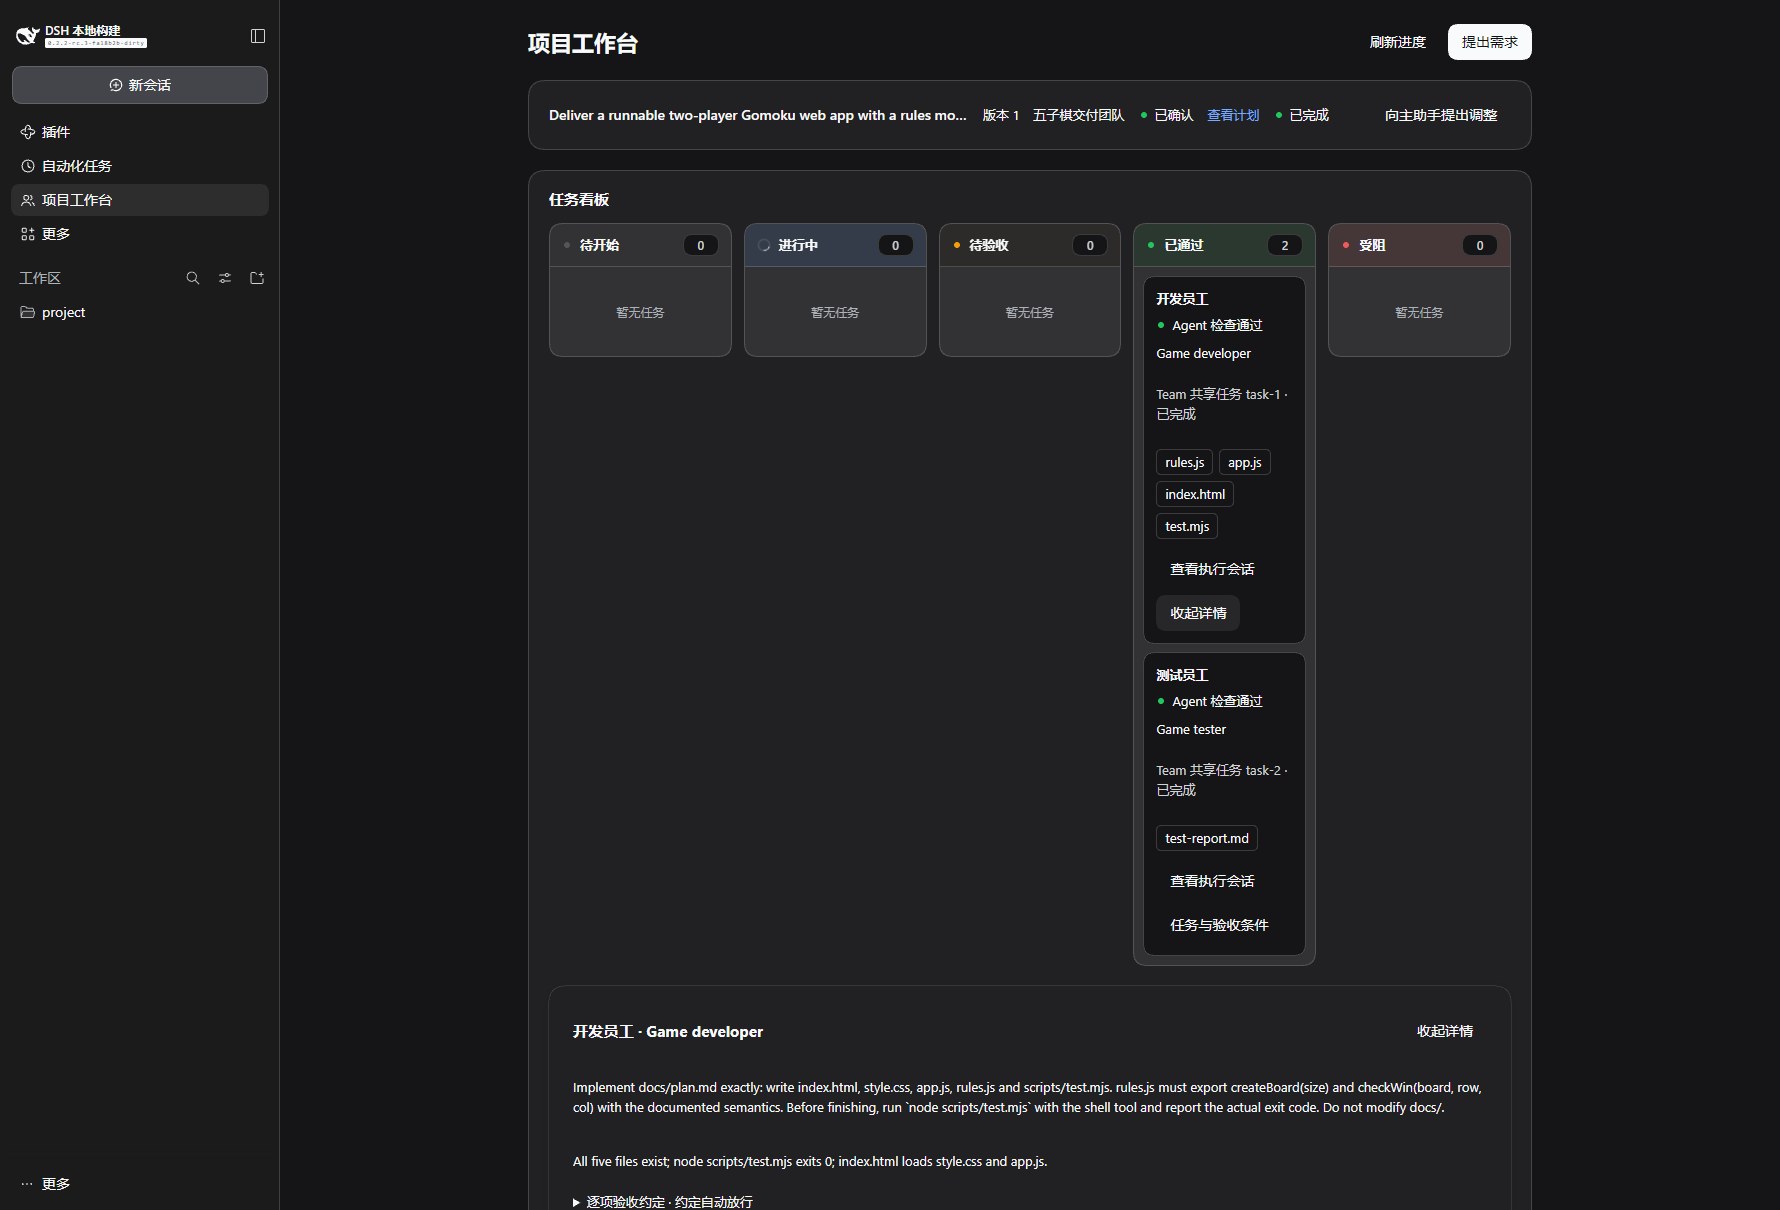 DSH 本地构建
0.2.2-rc.1-fa18b2b-dirty
新会话
插件
自动化任务
项目工作台
更多
工作区
project
更多
项目工作台
刷新进度
提出需求
Deliver a runnable two-player Gomoku web app with a rules mo... 版本 1 五子棋交付团队 已确认 查看计划 已完成 向主助手提出调整
任务看板
待开始 0
暂无任务
进行中 0
暂无任务
待验收 0
暂无任务
已通过 2
开发员工
Agent 检查通过
Game developer
Team 共享任务 task-1 ·
已完成
rules.js app.js
index.html
test.mjs
查看执行会话
收起详情
测试员工
Agent 检查通过
Game tester
Team 共享任务 task-2 ·
已完成
test-report.md
查看执行会话
任务与验收条件
受阻 0
暂无任务
开发员工 · Game developer
收起详情
Implement docs/plan.md exactly: write index.html, style.css, app.js, rules.js and scripts/test.mjs. rules.js must export createBoard(size) and checkWin(board, row,
col) with the documented semantics. Before finishing, run `node scripts/test.mjs` with the shell tool and report the actual exit code. Do not modify docs/.
All five files exist; node scripts/test.mjs exits 0; index.html loads style.css and app.js.
逐项验收约定 · 约定自动放行